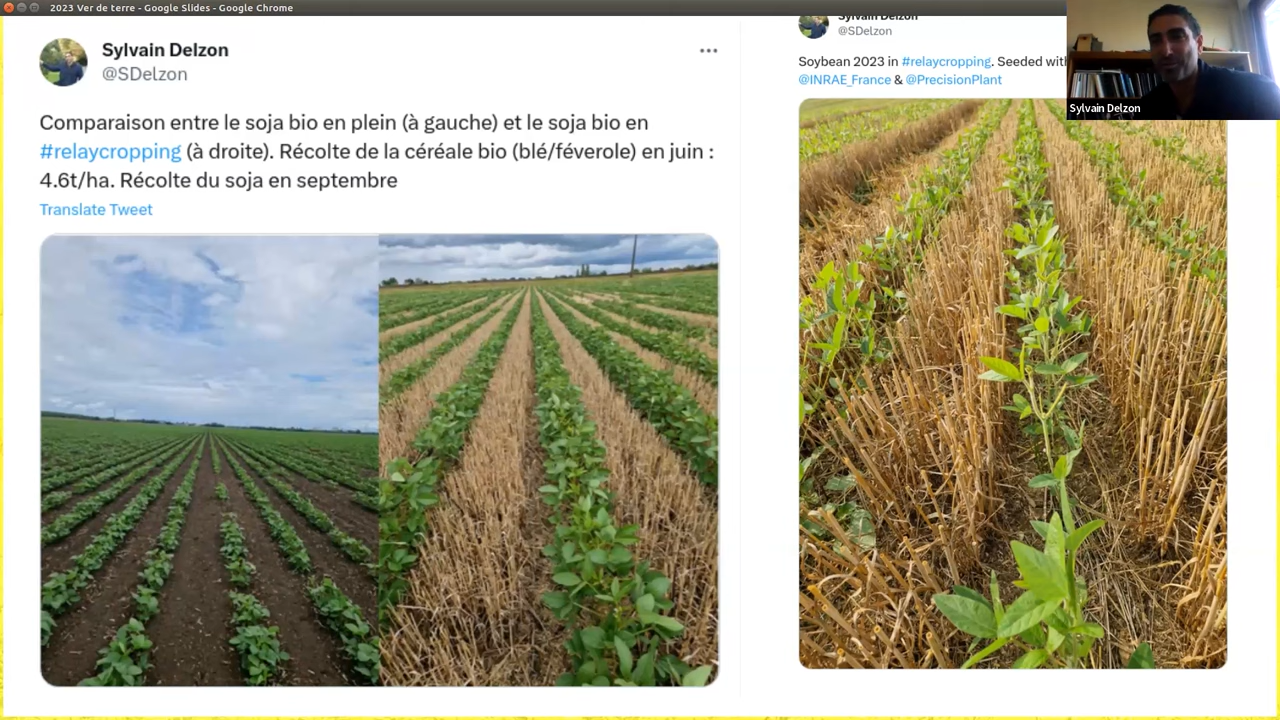 2023 Ver de terre - Google Slides - Google Chrome
Sylvain Delzon
@SDelzon
Comparaison entre le soja bio en plein (à gauche) et le soja bio en
#relaycropping (à droite). Récolte de la céréale bio (blé/féverole) en juin :
4.6t/ha. Récolte du soja en septembre
Translate Tweet
Sylvain Delzon
@SDelzon
Soybean 2023 in #relaycropping. Seeded with
@INRAE_France & @PrecisionPlant
Sylvain Delzon